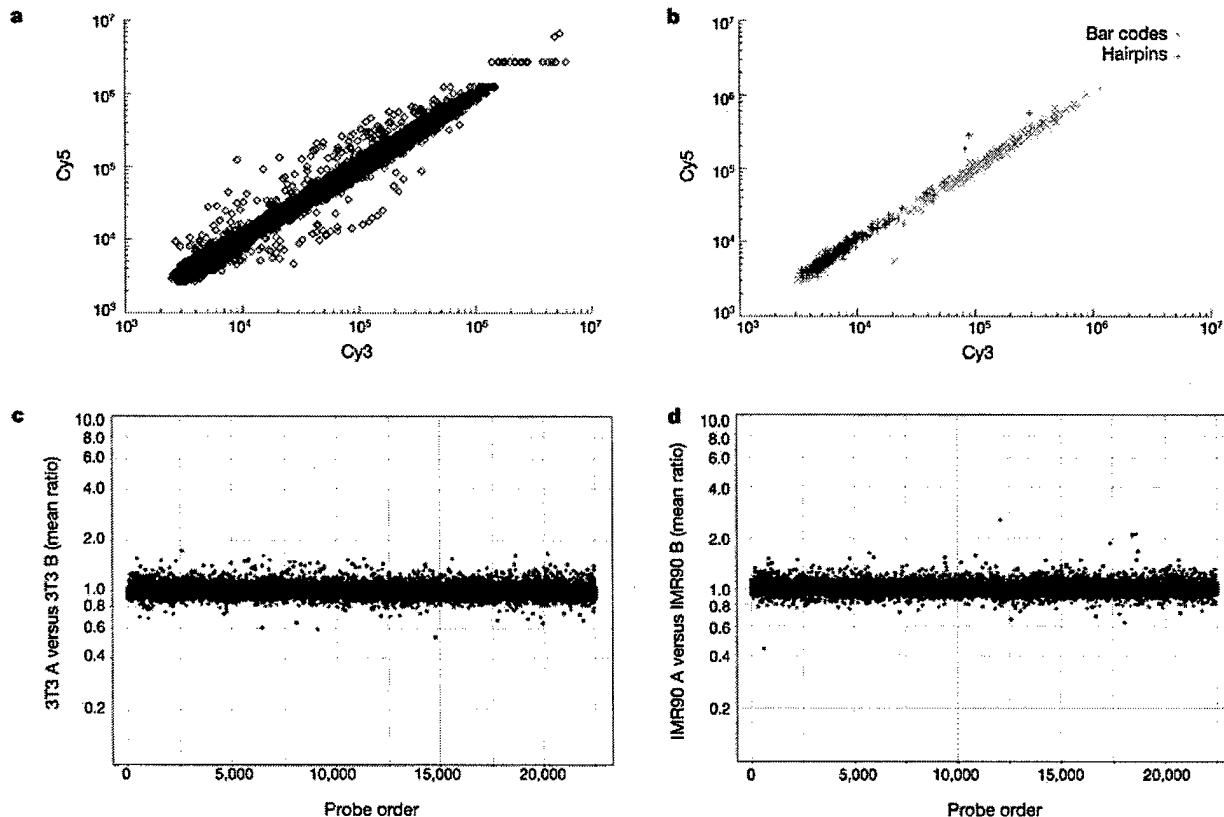 a
10⁷
10⁶
10⁵
10⁴
10³
Cy5
10³ 10⁴ 10⁵ 10⁶ 10⁷
Cy3
b
Bar codes
Hairpins
10⁷
10⁶
10⁵
10⁴
10³
Cy5
10³ 10⁴ 10⁵ 10⁶ 10⁷
Cy3
c
10.0
8.0
6.0
4.0
2.0
1.0
0.8
0.6
0.4
0.2
3T3 A versus 3T3 B (mean ratio)
0 5,000 10,000 15,000 20,000
Probe order
d
10.0
8.0
6.0
4.0
2.0
1.0
0.8
0.6
0.4
0.2
IMR90 A versus IMR90 B (mean ratio)
0 5,000 10,000 15,000 20,000
Probe order